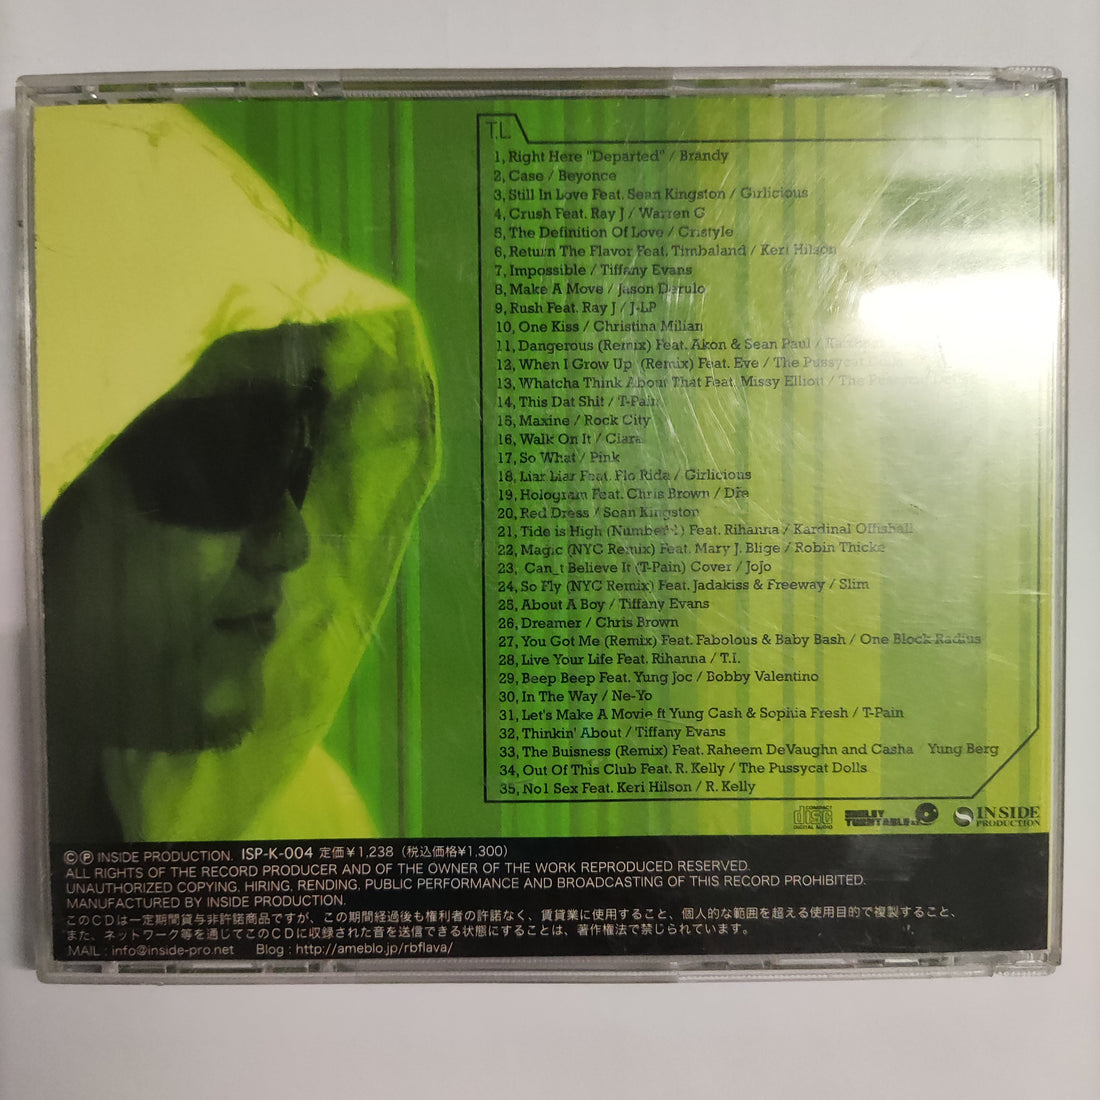 T.L.
1, Right Here "Departed" / Brandy
2, Case / Beyonce
3, Still In Love Feat. Sean Kingston / Girlicious
4, Crush Feat. Ray J / Warren G
5, The Definition Of Love / Cristyle
6, Return The Flavor Feat. Timbaland / Keri Hilson
7, Impossible / Tiffany Evans
8, Make A Move / Jason Derulo
9, Rush Feat. Ray J / J-LP
10, One Kiss / Christina Milian
11, Dangerous (Remix) Feat. Akon & Sean Paul /
12, When I Grow Up (Remix) Feat. Eve / The Pussycat
13, Whatcha Think About That Feat. Missy Elliott / The
14, This Dat Shit / T-Pain
15, Maxine / Rock City
16, Walk On It / Ciara
17, So What / Pink
18, Liar Liar Feat. Flo Rida / Girlicious
19, Hologram Feat. Chris Brown / Dre
20, Red Dress / Sean Kingston
21, Tide is High (Number 1) Feat. Rihanna / Kardinal Offishall
22, Magic (NYC Remix) Feat. Mary J. Blige / Robin Thicke
23, Can_t Believe It (T-Pain) Cover / Jojo
24, So Fly (NYC Remix) Feat. Jadakiss & Freeway / Slim
25, About A Boy / Tiffany Evans
26, Dreamer / Chris Brown
27, You Got Me (Remix) Feat. Fabolous & Baby Bash / One Block Radius
28, Live Your Life Feat. Rihanna / T.I.
29, Beep Beep Feat. Yung Joc / Bobby Valentino
30, In The Way / Ne-Yo
31, Let's Make A Movie ft Yung Cash & Sophia Fresh / T-Pain
32, Thinkin' About / Tiffany Evans
33, The Buisness (Remix) Feat. Raheem DeVaughn and Casha Yung Berg
34, Out Of This Club Feat. R. Kelly / The Pussycat Dolls
35, No1 Sex Feat. Keri Hilson / R. Kelly
COMPACT disc DIGITAL AUDIO
INSIDE PRODUCTION
©℗ INSIDE PRODUCTION. ISP-K-004 定価¥1,238(税込価格¥1,300)
ALL RIGHTS OF THE RECORD PRODUCER AND OF THE OWNER OF THE WORK REPRODUCED RESERVED.
UNAUTHORIZED COPYING, HIRING, RENDING, PUBLIC PERFORMANCE AND BROADCASTING OF THIS RECORD PROHIBITED.
MANUFACTURED BY INSIDE PRODUCTION.
このCDは一定期間貸与非許諾商品ですが、この期間経過後も権利者の許諾なく、賃貸業に使用すること、個人的な範囲を超える使用目的で複製すること、
また、ネットワーク等を通じてこのCDに収録された音を送信できる状態にすることは、著作権法で禁じられています。
MAIL : info@inside-pro.net Blog : http://ameblo.jp/rbflava/